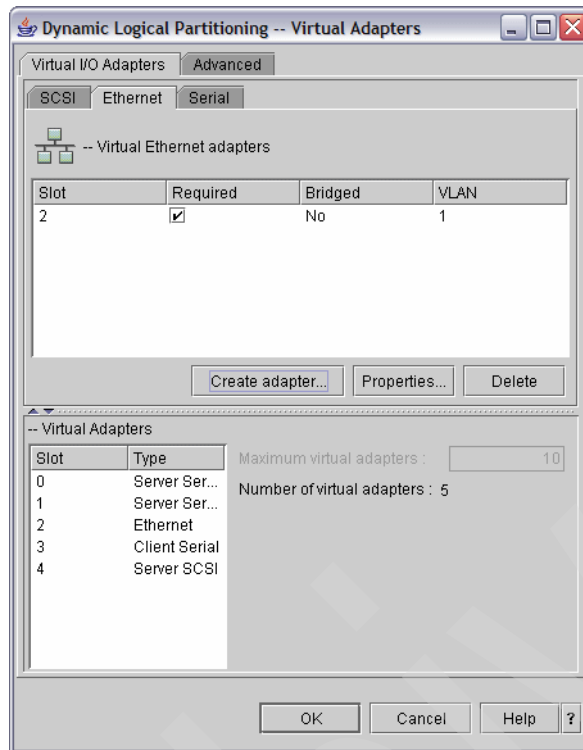 Dynamic Logical Partitioning -- Virtual Adapters
Virtual I/O Adapters Advanced
SCSI Ethernet Serial
-- Virtual Ethernet adapters
Slot Required Bridged VLAN
2 No 1
Create adapter... Properties... Delete
-- Virtual Adapters
Slot Type
0 Server Ser...
1 Server Ser...
2 Ethernet
3 Client Serial
4 Server SCSI
Maximum virtual adapters : 10
Number of virtual adapters : 5
OK Cancel Help ?